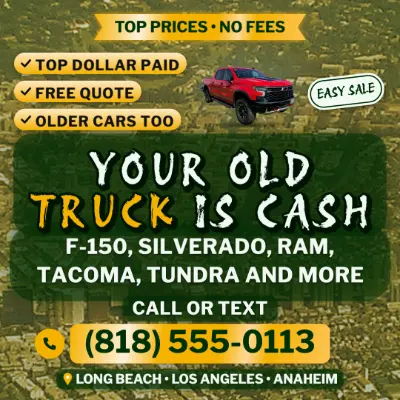 TOP PRICES • NO FEES
✓ TOP DOLLAR PAID
✓ FREE QUOTE
✓ OLDER CARS TOO
EASY SALE
YOUR OLD
TRUCK IS CASH
F-150, SILVERADO, RAM,
TACOMA, TUNDRA AND MORE
CALL OR TEXT
(818) 555-0113
LONG BEACH • LOS ANGELES • ANAHEIM